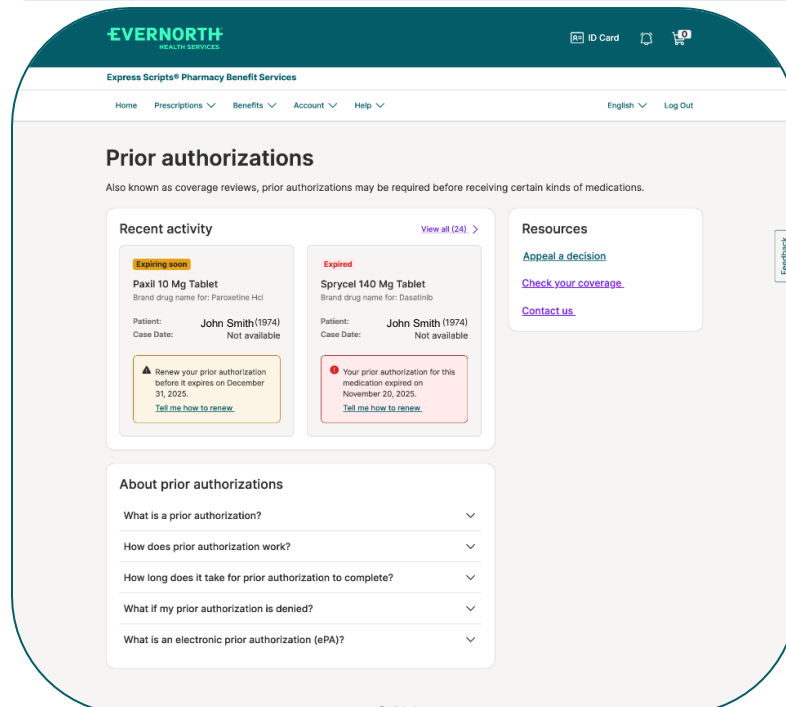 EVERNORTH
HEALTH SERVICES
ID Card
0
Express Scripts® Pharmacy Benefit Services
Home Prescriptions Benefits Account Help English Log Out
Prior authorizations
Also known as coverage reviews, prior authorizations may be required before receiving certain kinds of medications.
Recent activity
View all (24)
Expiring soon
Paxil 10 Mg Tablet
Brand drug name for: Paroxetine Hcl
Patient: John Smith (1974)
Case Date: Not available
Renew your prior authorization
before it expires on December
31, 2025.
Tell me how to renew
Expired
Sprycel 140 Mg Tablet
Brand drug name for: Dasatinib
Patient: John Smith (1974)
Case Date: Not available
Your prior authorization for this
medication expired on
November 20, 2025.
Tell me how to renew
Resources
Appeal a decision
Check your coverage
Contact us
Feedback
About prior authorizations
What is a prior authorization?
How does prior authorization work?
How long does it take for prior authorization to complete?
What if my prior authorization is denied?
What is an electronic prior authorization (ePA)?